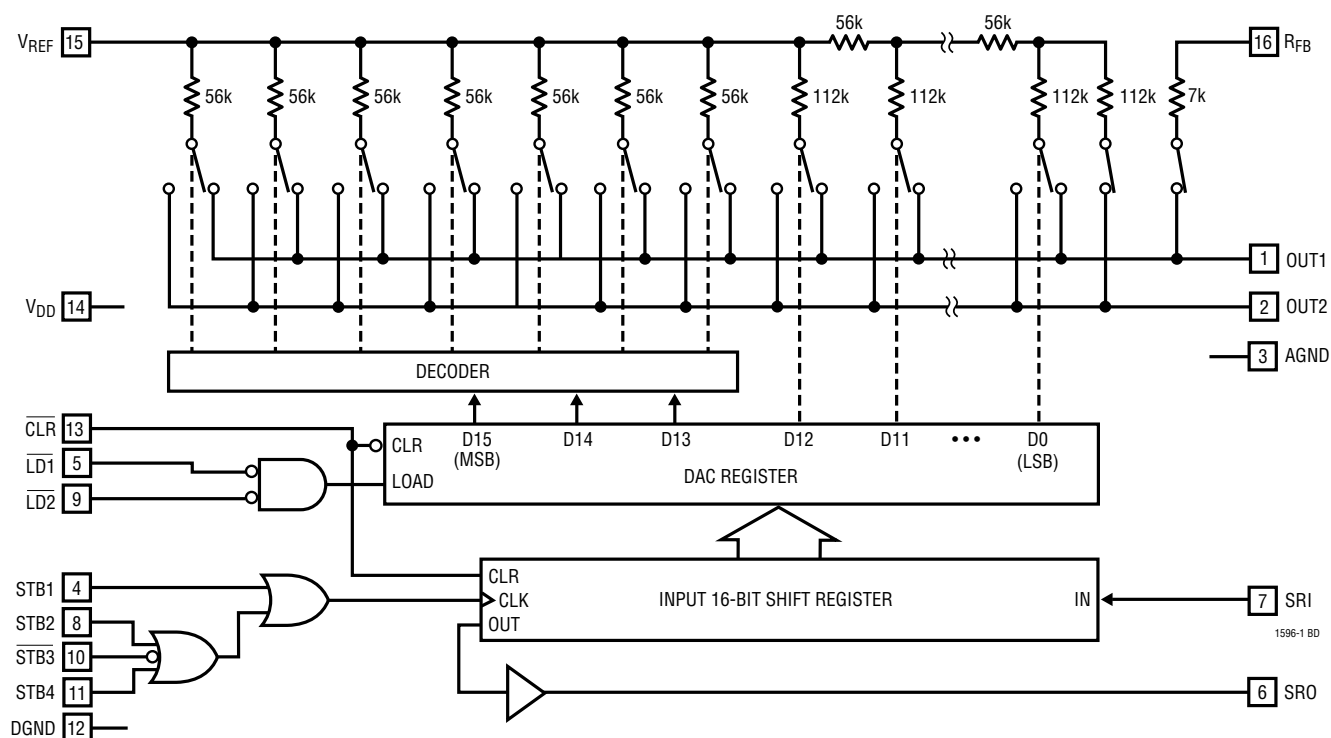 56k 56k
VREF 15 16 RFB
56k 56k 56k 56k 56k 56k 56k 112k 112k 112k 112k 7k
1 OUT1
VDD 14 2 OUT2
3 AGND
DECODER
CLR 13 CLR D15 D14 D13 D12 D11 ••• D0
(MSB) (LSB)
LD1 5 LOAD DAC REGISTER
LD2 9
STB1 4 CLR
CLK INPUT 16-BIT SHIFT REGISTER IN 7 SRI
STB2 8 OUT
1596-1 BD
STB3 10
STB4 11 6 SRO
DGND 12